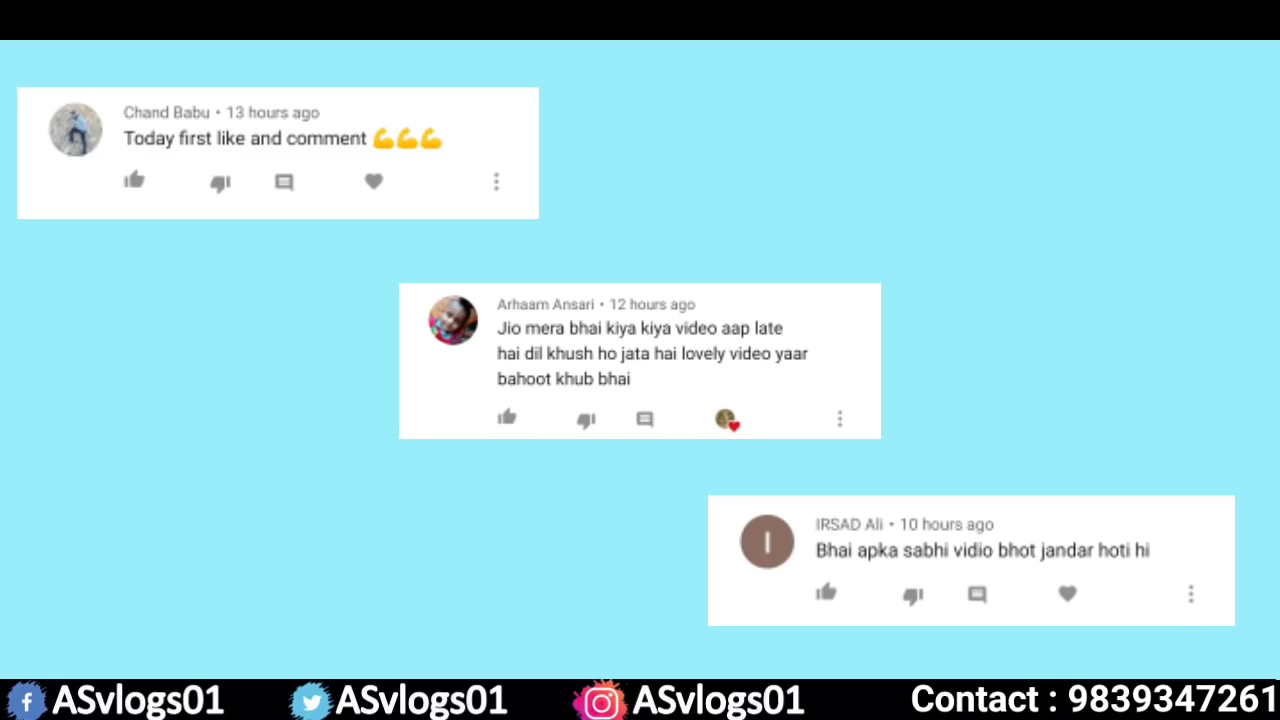 Chand Babu • 13 hours ago
Today first like and comment 💪💪💪
Arhaam Ansari • 12 hours ago
Jio mera bhai kiya kiya video aap late
hai dil khush ho jata hai lovely video yaar
bahoot khub bhai
I
IRSAD Ali • 10 hours ago
Bhai apka sabhi vidio bhot jandar hoti hi
f ASvlogs01 ASvlogs01 ASvlogs01 Contact : 9839347261